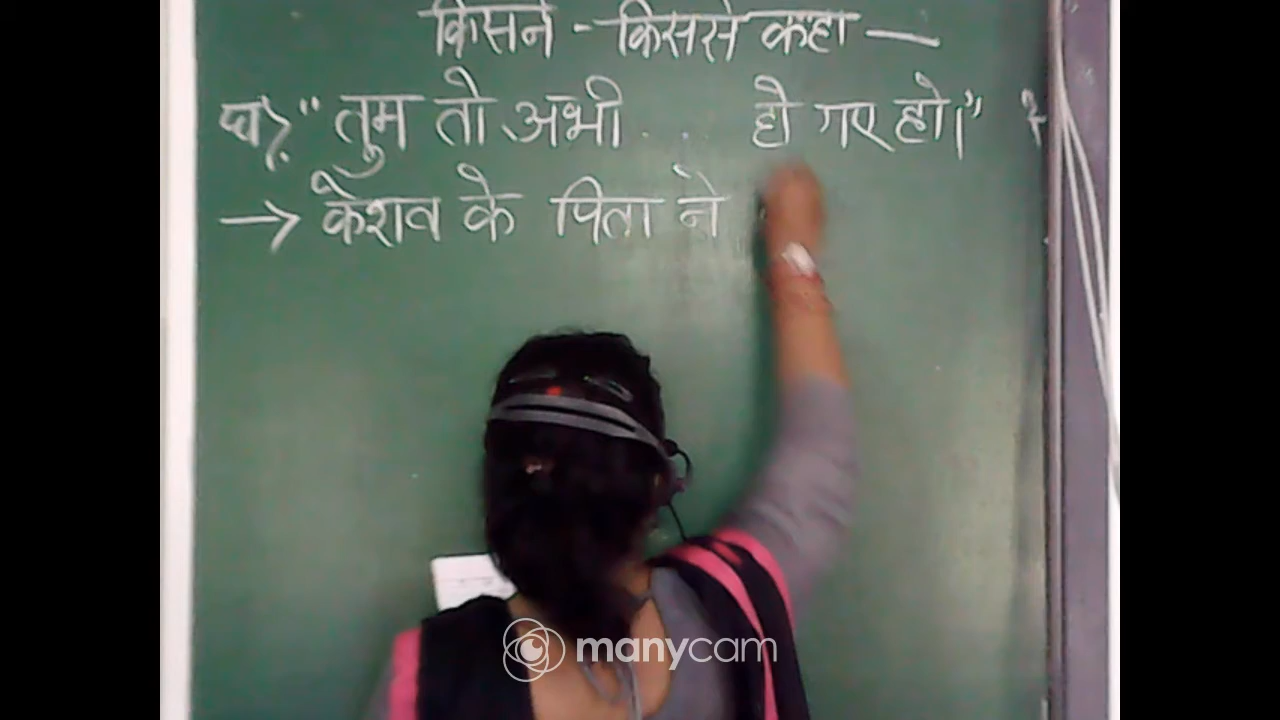 किसने - किससे कहा —
घ). "तुम तो अभी हो गए हो।"
→ केशव के पिता ने
manycam